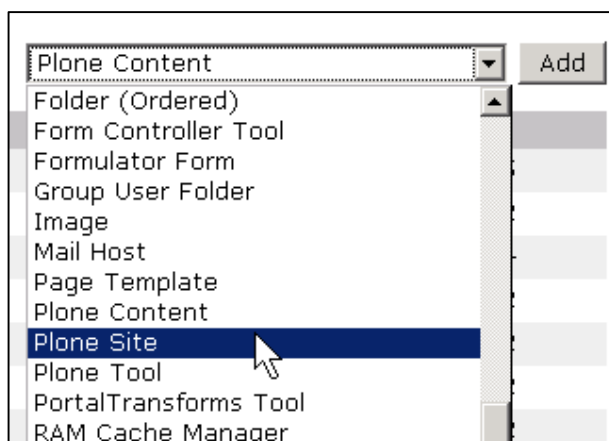 Plone Content Add
Folder (Ordered)
Form Controller Tool
Formulator Form
Group User Folder
Image
Mail Host
Page Template
Plone Content
Plone Site
Plone Tool
PortalTransforms Tool
RAM Cache Manager